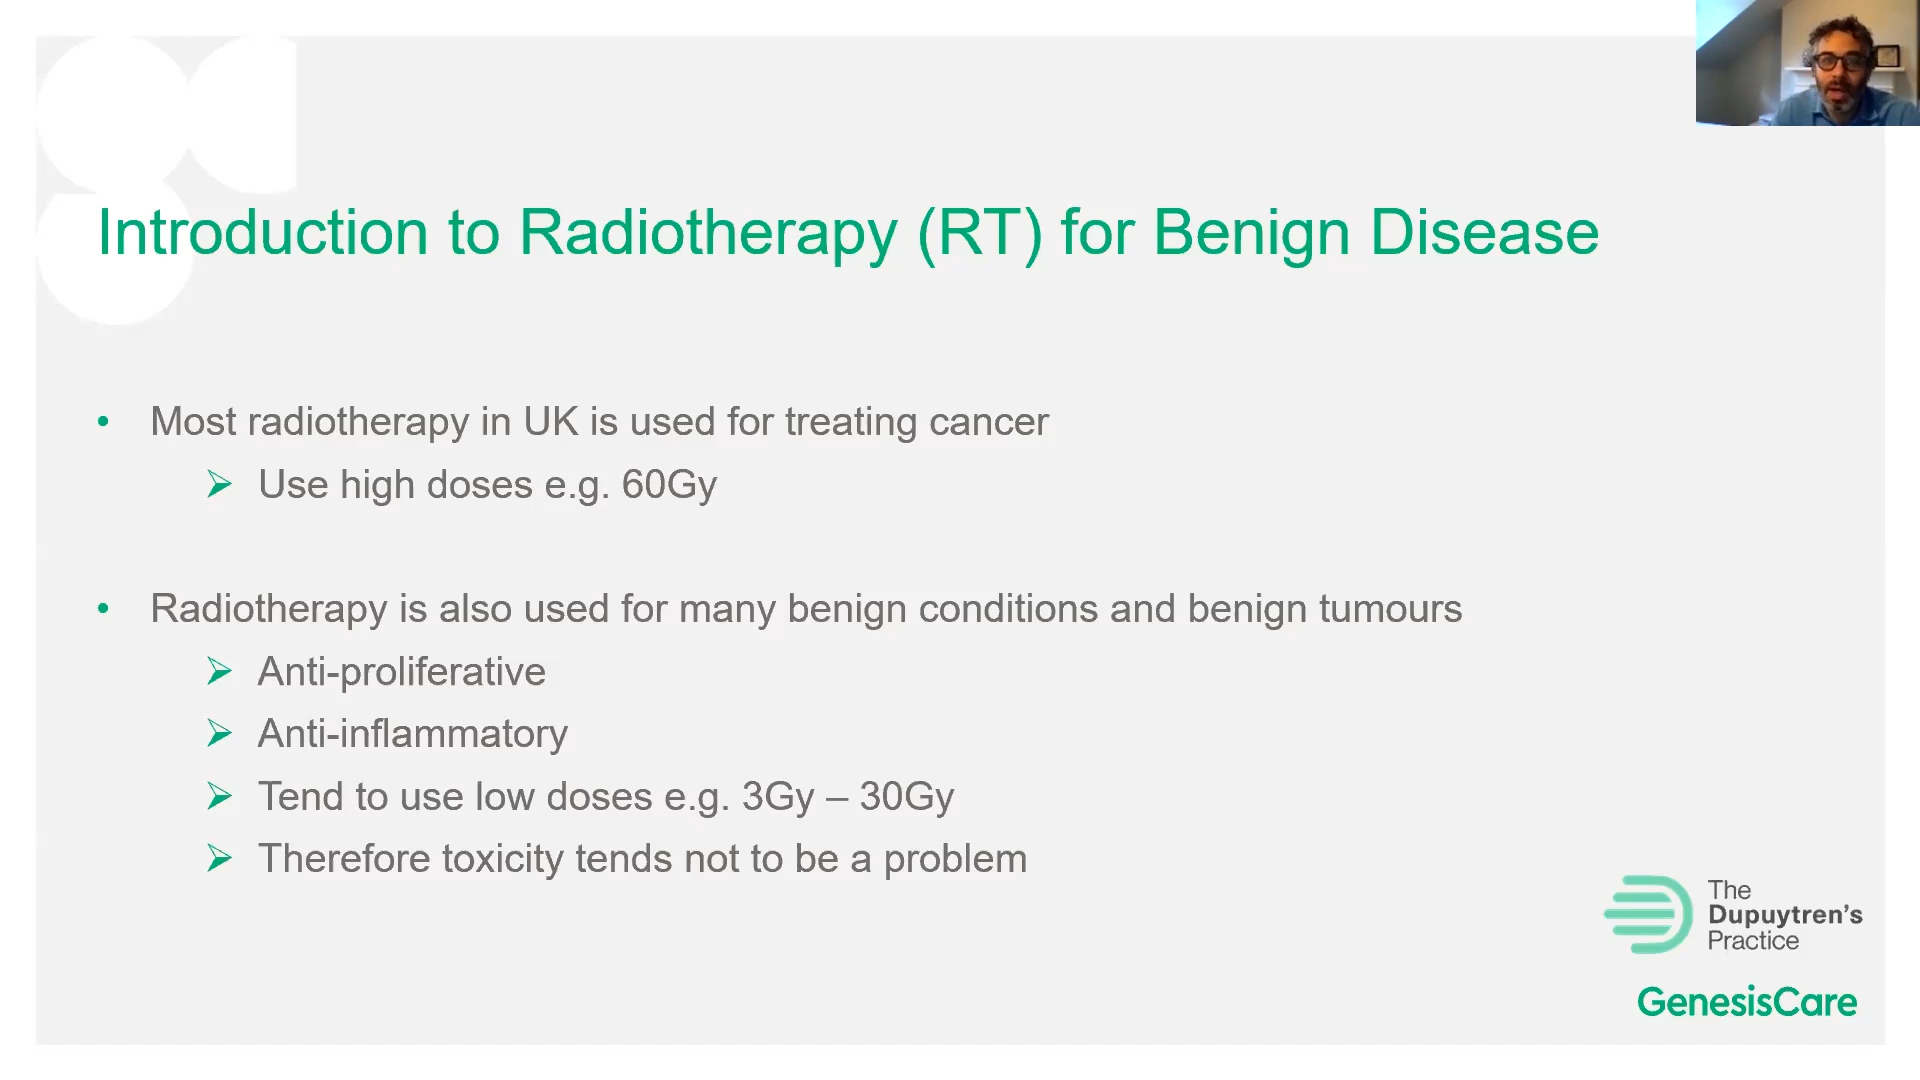 Introduction to Radiotherapy (RT) for Benign Disease
• Most radiotherapy in UK is used for treating cancer
➢ Use high doses e.g. 60Gy
• Radiotherapy is also used for many benign conditions and benign tumours
➢ Anti-proliferative
➢ Anti-inflammatory
➢ Tend to use low doses e.g. 3Gy – 30Gy
➢ Therefore toxicity tends not to be a problem
The
Dupuytren’s
Practice
GenesisCare